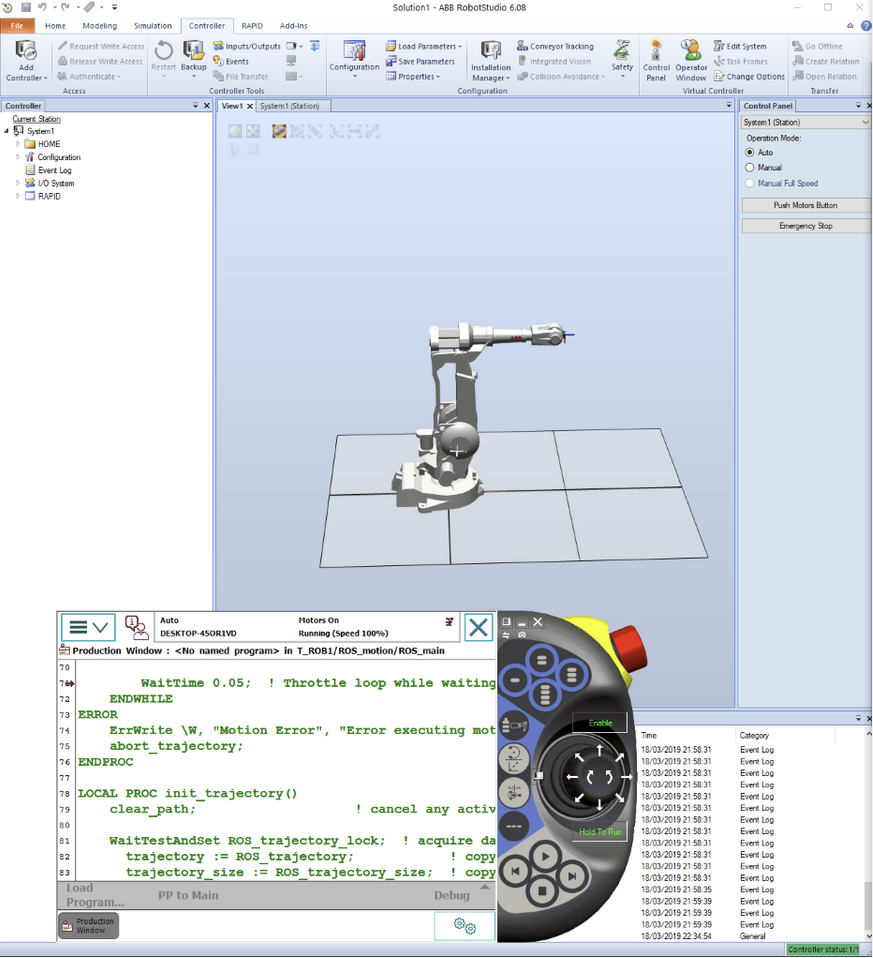 Solution1 - ABB RobotStudio 6.08
File Home Modeling Simulation Controller RAPID Add-Ins
Add Controller
Request Write Access
Release Write Access
Authenticate
Access
Restart
Backup
Inputs/Outputs
Events
File Transfer
Controller Tools
Configuration
Load Parameters
Save Parameters
Properties
Installation Manager
Conveyor Tracking
Integrated Vision
Collision Avoidance
Safety
Configuration
Control Panel
Operator Window
Edit System
Task Frames
Change Options
Virtual Controller
Go Offline
Create Relation
Open Relation
Transfer
Controller
Current Station
System1
HOME
Configuration
Event Log
I/O System
RAPID
View1 System1 (Station)
ABB
Control Panel
System1 (Station)
Operation Mode:
Auto
Manual
Manual Full Speed
Push Motors Button
Emergency Stop
Auto Motors On
DESKTOP-45OR1VD Running (Speed 100%)
Production Window : <No named program> in T_ROB1/ROS_motion/ROS_main
70
71 WaitTime 0.05; ! Throttle loop while waiting
72 ENDWHILE
73 ERROR
74 ErrWrite \W, "Motion Error", "Error executing mot
75 abort_trajectory;
76 ENDPROC
77
78 LOCAL PROC init_trajectory()
79 clear_path; ! cancel any activ
80
81 WaitTestAndSet ROS_trajectory_lock; ! acquire da
82 trajectory := ROS_trajectory; ! copy
83 trajectory_size := ROS_trajectory_size; ! copy
Load Program... PP to Main Debug
Production Window
Enable
Hold To Run
Time Category
18/03/2019 21:58:31 Event Log
18/03/2019 21:58:31 Event Log
18/03/2019 21:58:31 Event Log
18/03/2019 21:58:31 Event Log
18/03/2019 21:58:31 Event Log
18/03/2019 21:58:31 Event Log
18/03/2019 21:58:31 Event Log
18/03/2019 21:58:31 Event Log
18/03/2019 21:58:31 Event Log
18/03/2019 21:58:31 Event Log
18/03/2019 21:58:31 Event Log
18/03/2019 21:58:31 Event Log
18/03/2019 21:58:35 Event Log
18/03/2019 21:59:39 Event Log
18/03/2019 21:59:39 Event Log
18/03/2019 21:59:39 Event Log
18/03/2019 22:34:54 General
Controller status:1/1